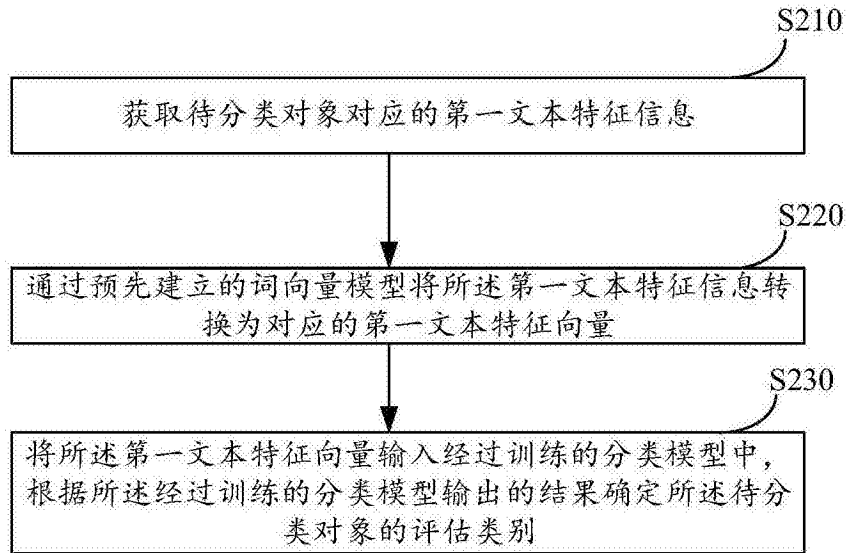 S210
获取待分类对象对应的第一文本特征信息
S220
通过预先建立的词向量模型将所述第一文本特征信息转
换为对应的第一文本特征向量
S230
将所述第一文本特征向量输入经过训练的分类模型中，
根据所述经过训练的分类模型输出的结果确定所述待分
类对象的评估类别